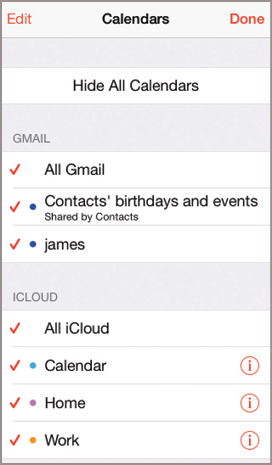 Edit Calendars Done
Hide All Calendars
GMAIL
All Gmail
Contacts' birthdays and events
Shared by Contacts
james
ICLOUD
All iCloud
Calendar
Home
Work